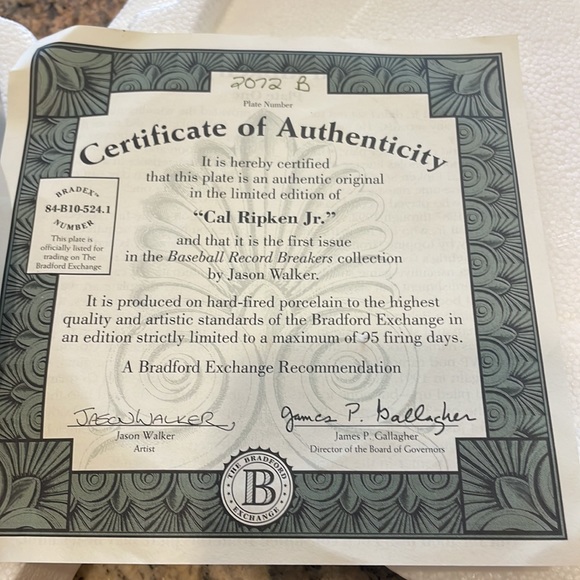 2072 B
Plate Number
Certificate of Authenticity
It is hereby certified
that this plate is an authentic original
in the limited edition of
“Cal Ripken Jr.”
and that it is the first issue
in the Baseball Record Breakers collection
by Jason Walker.
BRADEX™
84-B10-524.1
NUMBER
This plate is
officially listed for
trading on The
Bradford Exchange
It is produced on hard-fired porcelain to the highest
quality and artistic standards of the Bradford Exchange in
an edition strictly limited to a maximum of 95 firing days.
A Bradford Exchange Recommendation
JASON WALKER
Jason Walker
Artist
James P. Gallagher
James P. Gallagher
Director of the Board of Governors
THE BRADFORD
B
EXCHANGE